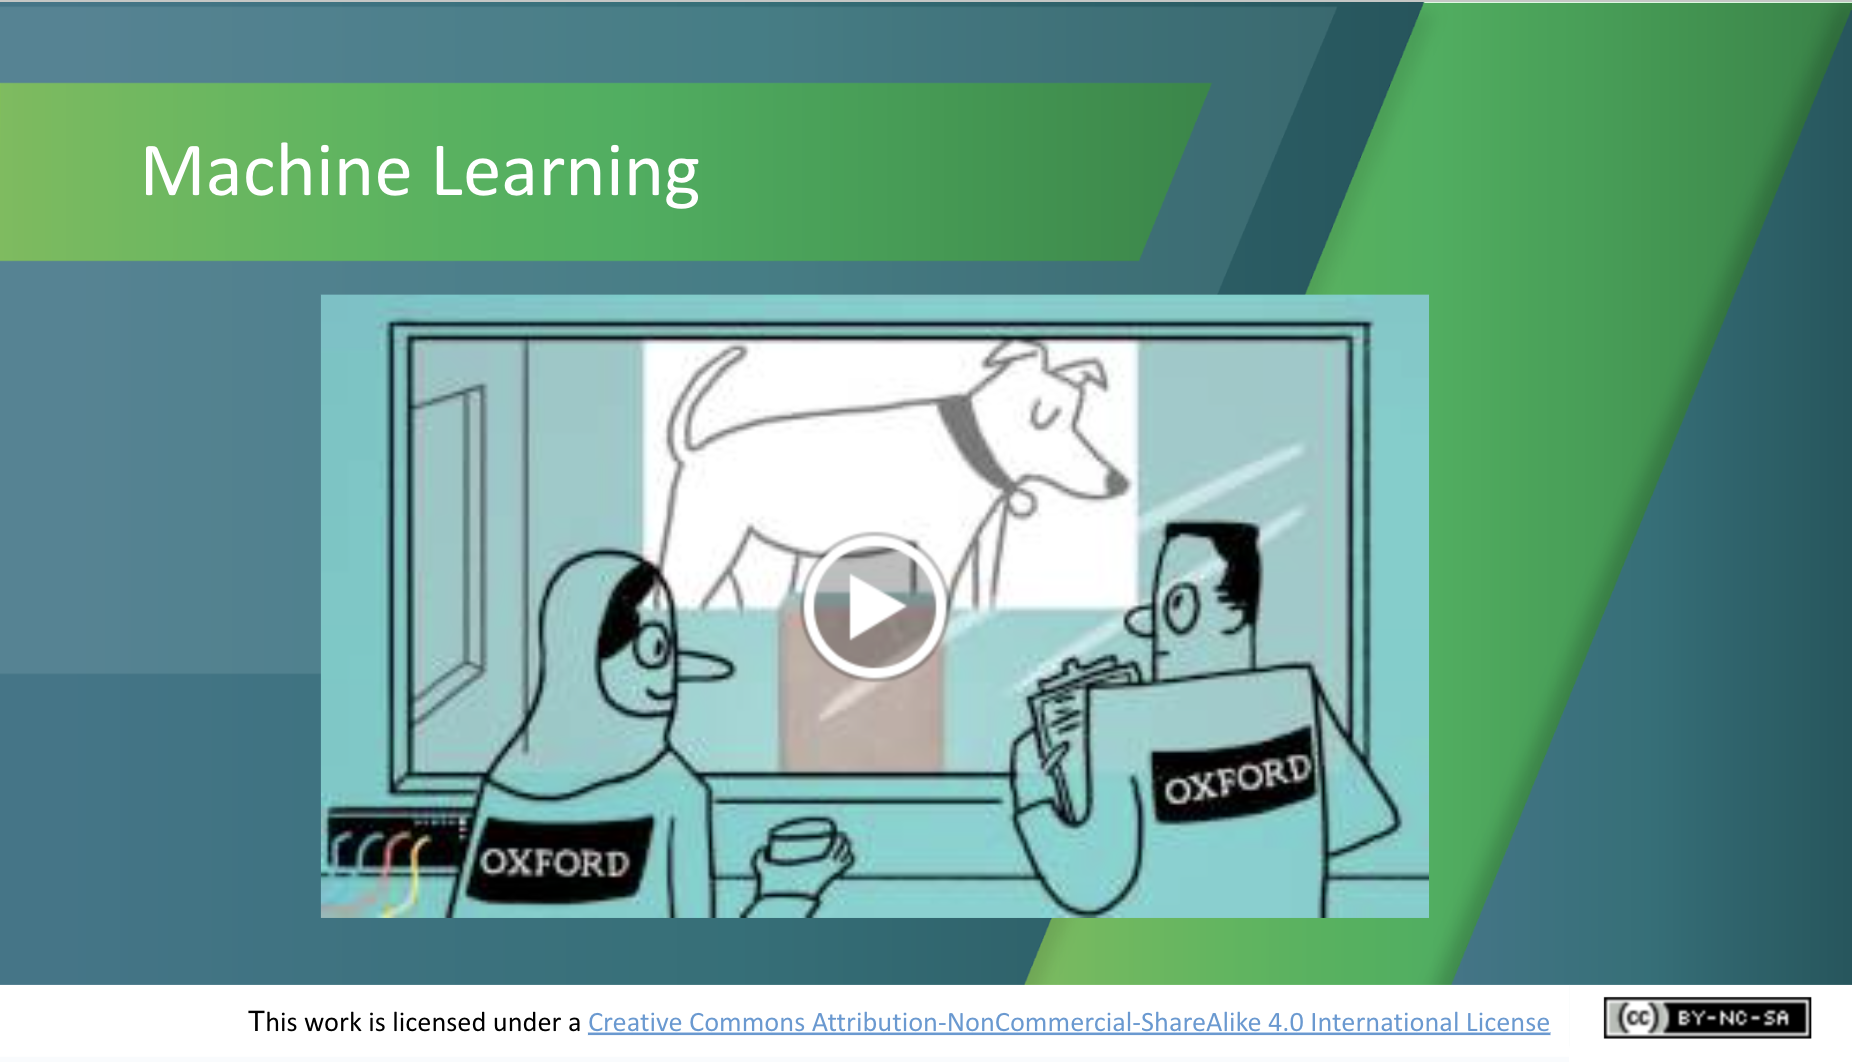 Machine Learning
OXFORD
OXFORD
This work is licensed under a Creative Commons Attribution-NonCommercial-ShareAlike 4.0 International License
cc BY-NC-SA